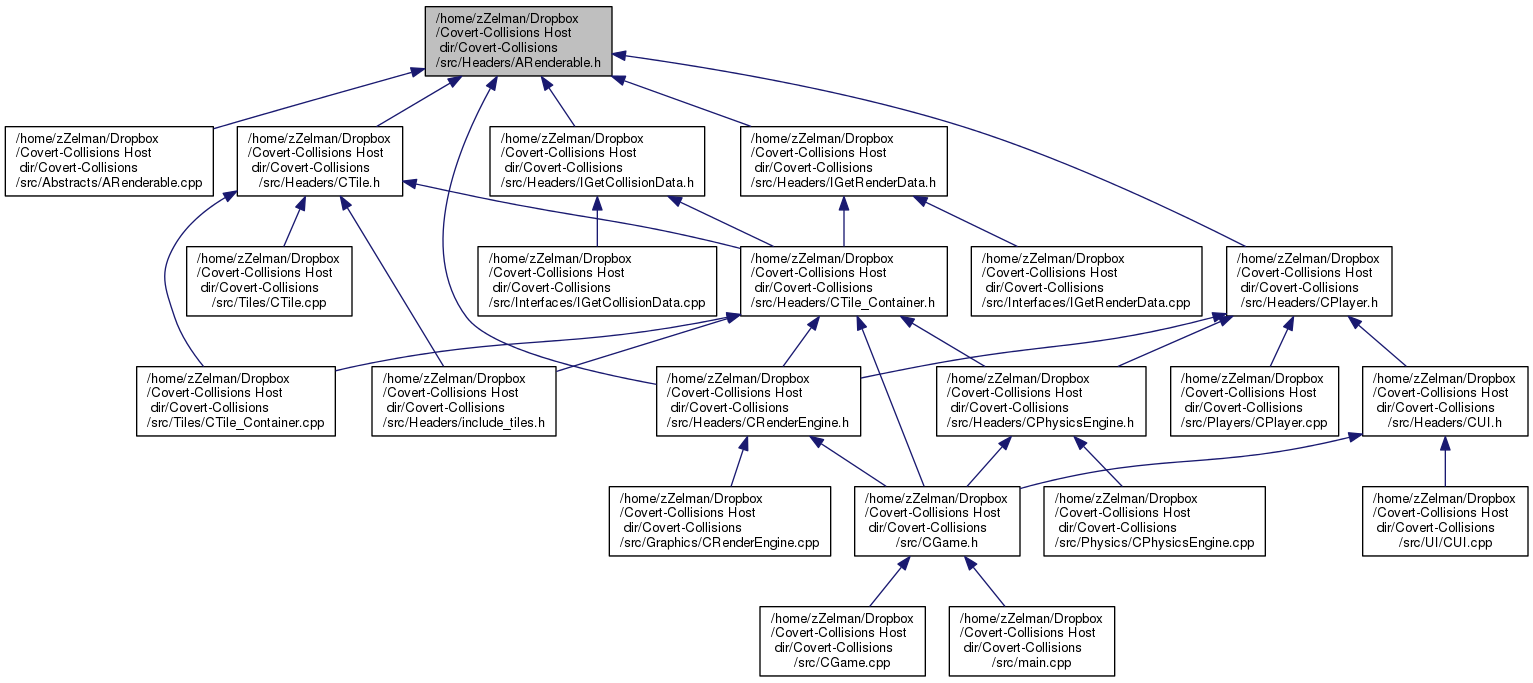 /home/zZelman/Dropbox
/Covert-Collisions Host
dir/Covert-Collisions
/src/Headers/ARenderable.h
/home/zZelman/Dropbox
/Covert-Collisions Host
dir/Covert-Collisions
/src/Abstracts/ARenderable.cpp
/home/zZelman/Dropbox
/Covert-Collisions Host
dir/Covert-Collisions
/src/Headers/CTile.h
/home/zZelman/Dropbox
/Covert-Collisions Host
dir/Covert-Collisions
/src/Headers/IGetCollisionData.h
/home/zZelman/Dropbox
/Covert-Collisions Host
dir/Covert-Collisions
/src/Headers/IGetRenderData.h
/home/zZelman/Dropbox
/Covert-Collisions Host
dir/Covert-Collisions
/src/Tiles/CTile.cpp
/home/zZelman/Dropbox
/Covert-Collisions Host
dir/Covert-Collisions
/src/Interfaces/IGetCollisionData.cpp
/home/zZelman/Dropbox
/Covert-Collisions Host
dir/Covert-Collisions
/src/Headers/CTile_Container.h
/home/zZelman/Dropbox
/Covert-Collisions Host
dir/Covert-Collisions
/src/Interfaces/IGetRenderData.cpp
/home/zZelman/Dropbox
/Covert-Collisions Host
dir/Covert-Collisions
/src/Headers/CPlayer.h
/home/zZelman/Dropbox
/Covert-Collisions Host
dir/Covert-Collisions
/src/Tiles/CTile_Container.cpp
/home/zZelman/Dropbox
/Covert-Collisions Host
dir/Covert-Collisions
/src/Headers/include_tiles.h
/home/zZelman/Dropbox
/Covert-Collisions Host
dir/Covert-Collisions
/src/Headers/CRenderEngine.h
/home/zZelman/Dropbox
/Covert-Collisions Host
dir/Covert-Collisions
/src/Headers/CPhysicsEngine.h
/home/zZelman/Dropbox
/Covert-Collisions Host
dir/Covert-Collisions
/src/Players/CPlayer.cpp
/home/zZelman/Dropbox
/Covert-Collisions Host
dir/Covert-Collisions
/src/Headers/CUI.h
/home/zZelman/Dropbox
/Covert-Collisions Host
dir/Covert-Collisions
/src/Graphics/CRenderEngine.cpp
/home/zZelman/Dropbox
/Covert-Collisions Host
dir/Covert-Collisions
/src/CGame.h
/home/zZelman/Dropbox
/Covert-Collisions Host
dir/Covert-Collisions
/src/Physics/CPhysicsEngine.cpp
/home/zZelman/Dropbox
/Covert-Collisions Host
dir/Covert-Collisions
/src/UI/CUI.cpp
/home/zZelman/Dropbox
/Covert-Collisions Host
dir/Covert-Collisions
/src/CGame.cpp
/home/zZelman/Dropbox
/Covert-Collisions Host
dir/Covert-Collisions
/src/main.cpp